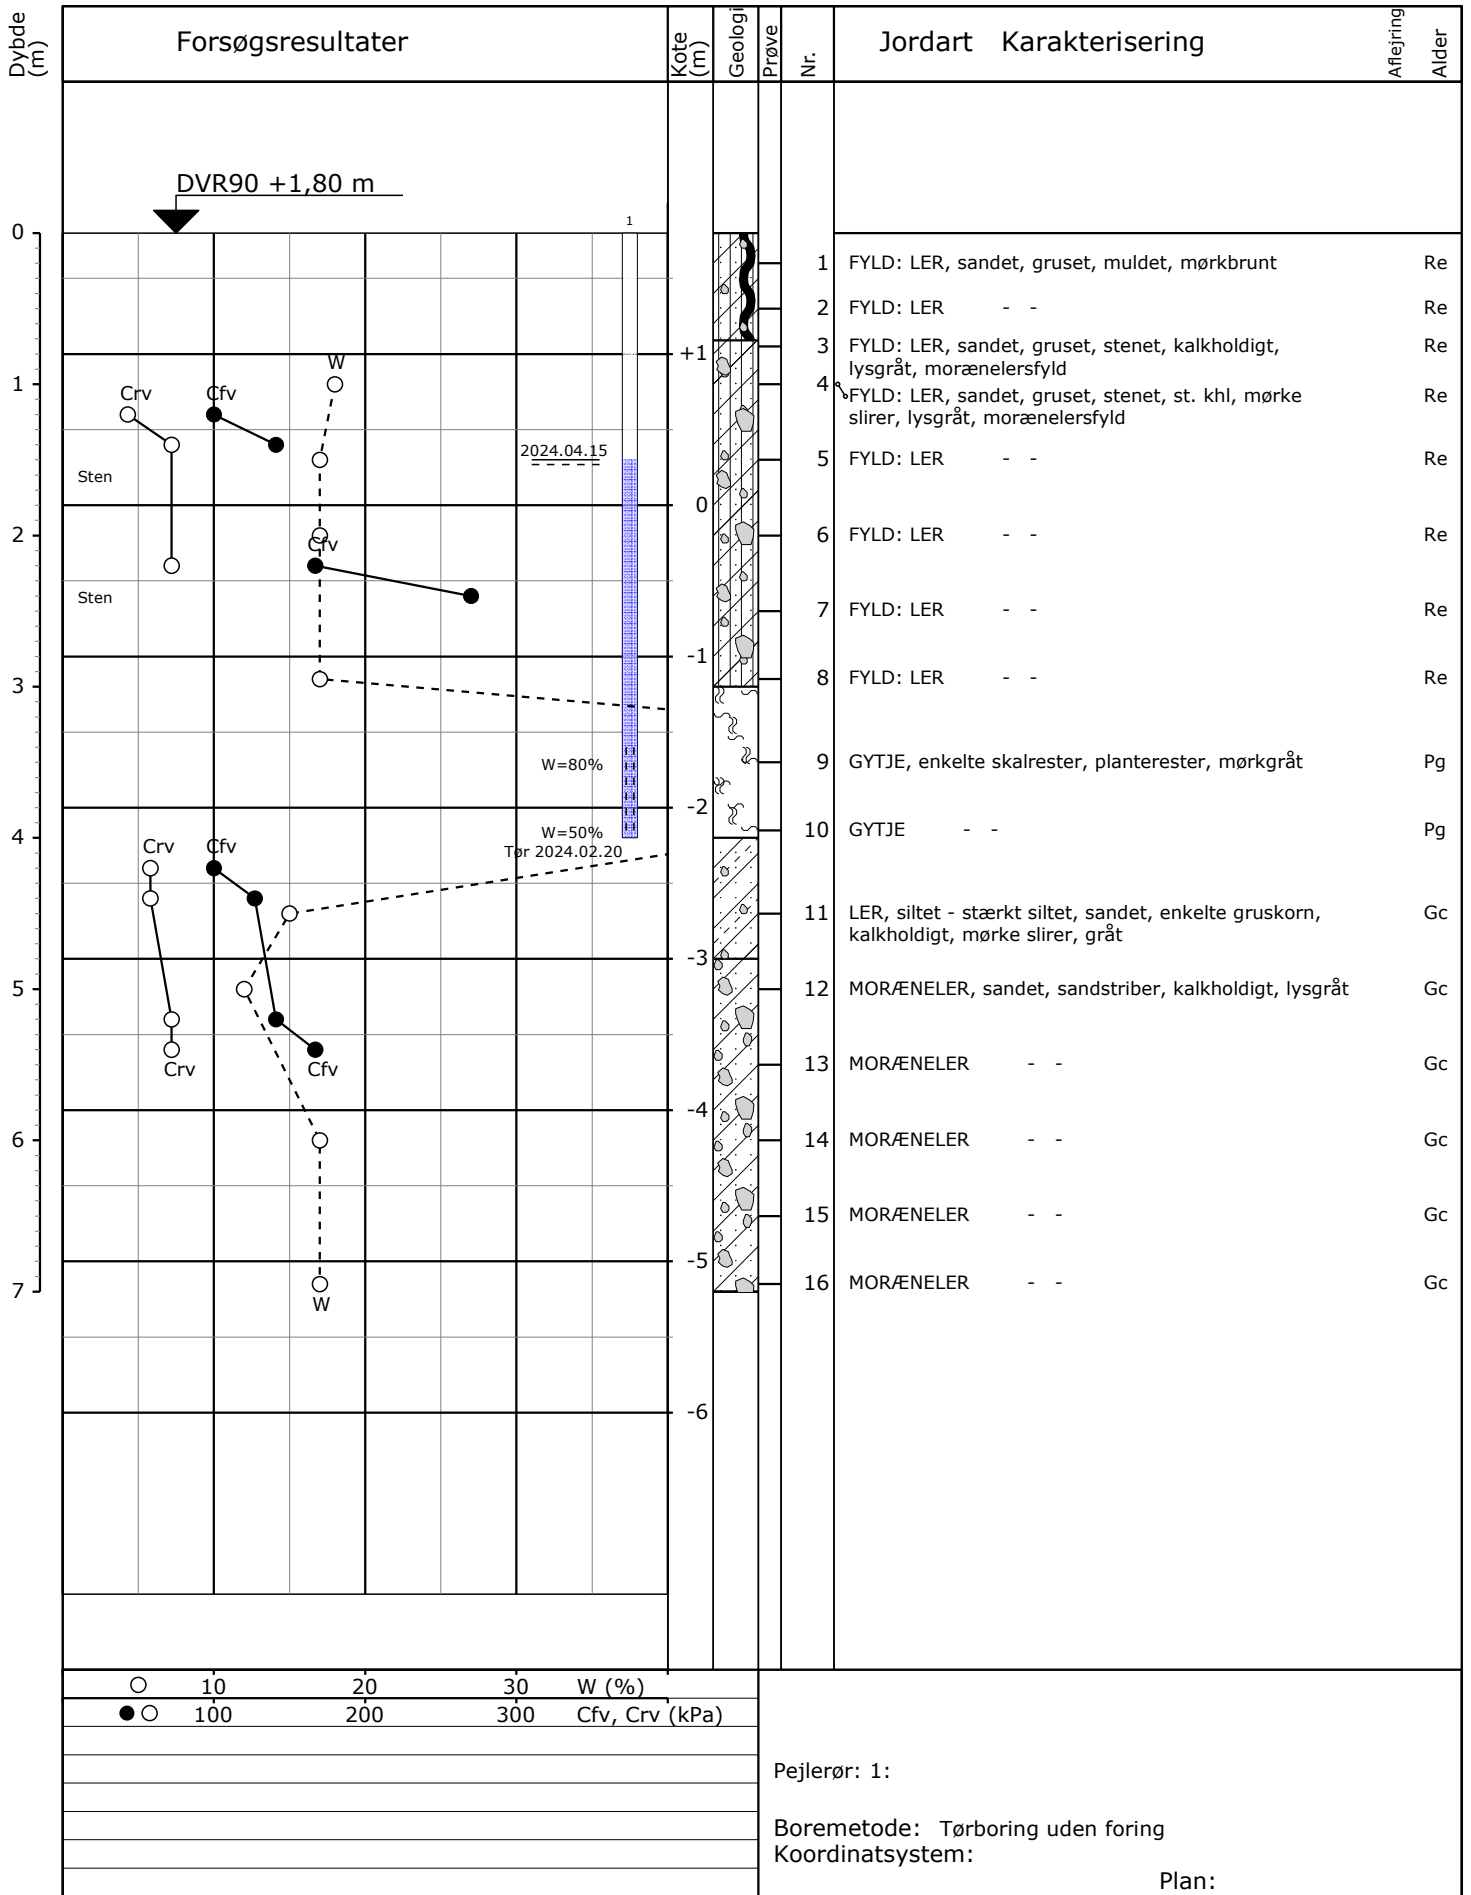 Dybde
(m)
Forsøgsresultater
Kote
(m)
Geologi
Prøve
Nr.
Jordart Karakterisering
Aflejring
Alder
DVR90 +1,80 m
1
0
1 FYLD: LER, sandet, gruset, muldet, mørkbrunt Re
2 FYLD: LER - - Re
+1
3 FYLD: LER, sandet, gruset, stenet, kalkholdigt, Re
lysgråt, morænelersfyld
W
1
4
Crv Cfv
FYLD: LER, sandet, gruset, stenet, st. khl, mørke Re
slirer, lysgråt, morænelersfyld
2024.04.15
5 FYLD: LER - - Re
Sten
0
2
6 FYLD: LER - - Re
Cfv
Sten
7 FYLD: LER - - Re
-1
3
8 FYLD: LER - - Re
W=80%
9 GYTJE, enkelte skalrester, planterester, mørkgråt Pg
-2
4
W=50%
10 GYTJE - - Pg
Crv Cfv
Tør 2024.02.20
11 LER, siltet - stærkt siltet, sandet, enkelte gruskorn, Gc
kalkholdigt, mørke slirer, gråt
-3
5
12 MORÆNELER, sandet, sandstriber, kalkholdigt, lysgråt Gc
Crv Cfv
13 MORÆNELER - - Gc
-4
6
14 MORÆNELER - - Gc
15 MORÆNELER - - Gc
-5
7
16 MORÆNELER - - Gc
W
-6
10 20 30 W (%)
100 200 300 Cfv, Crv (kPa)
Pejlerør: 1:
Boremetode: Tørboring uden foring
Koordinatsystem:
Plan: